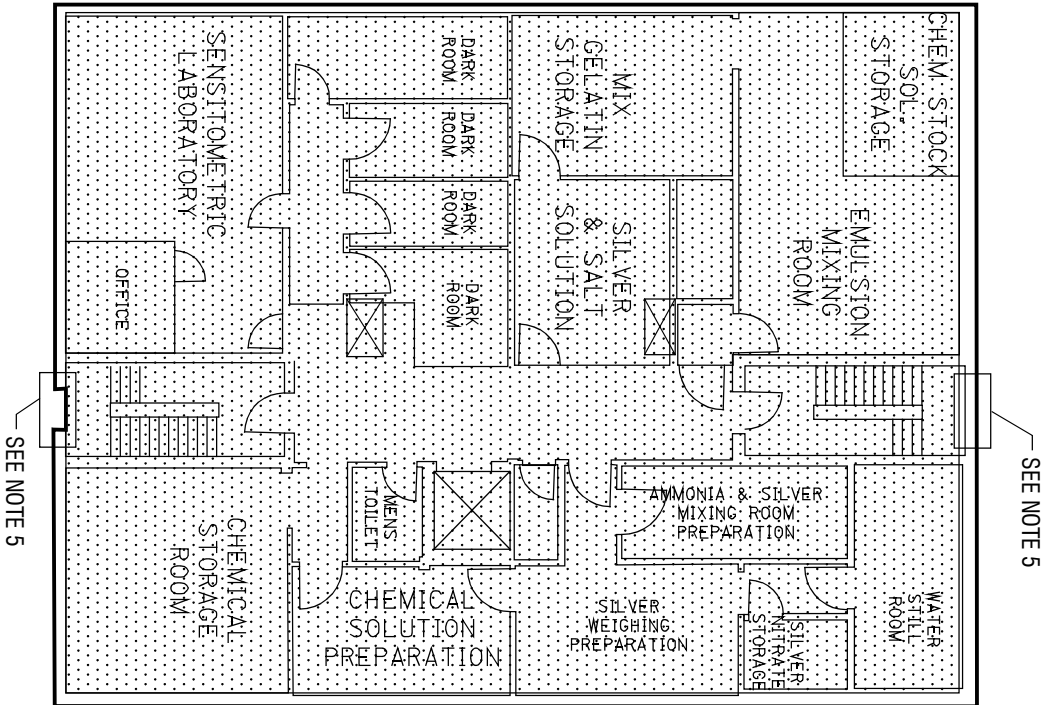 SENSITOMETRIC
LABORATORY
OFFICE
DARK
ROOM
DARK
ROOM
DARK
ROOM
DARK
ROOM
MIX
GELATIN
STORAGE
SILVER
& SALT
SOLUTION
CHEM STOCK
SOL.
STORAGE
EMULSION
MIXING
ROOM
SEE NOTE 5
SEE NOTE 5
CHEMICAL
STORAGE
ROOM
MENS
TOILET
CHEMICAL
SOLUTION
PREPARATION
AMMONIA & SILVER
MIXING ROOM
PREPARATION
SILVER
WEIGHING
PREPARATION
SILVER
NITRATE
STORAGE
WATER
STILL
ROOM